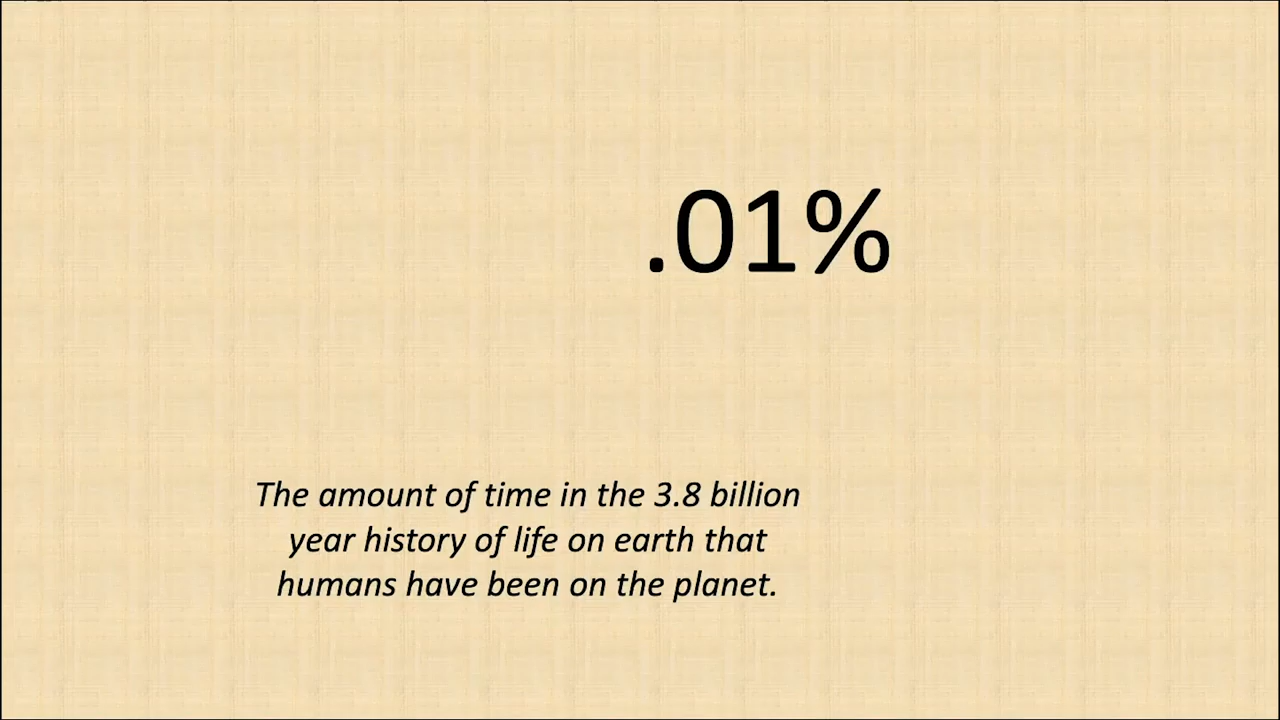 .01%
The amount of time in the 3.8 billion
year history of life on earth that
humans have been on the planet.